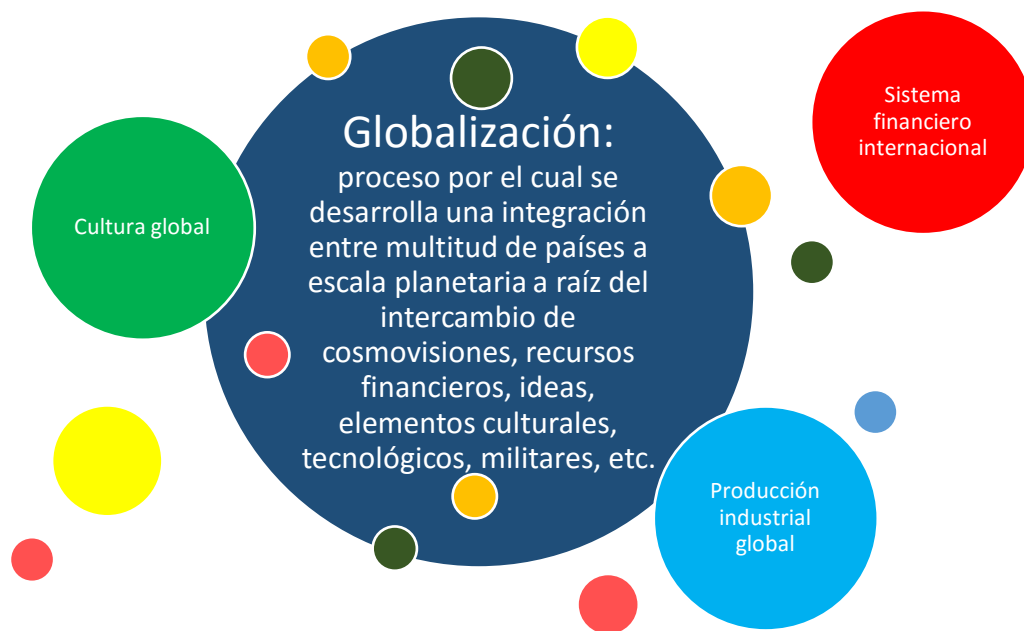 Globalización:
proceso por el cual se
desarrolla una integración
entre multitud de países a
escala planetaria a raíz del
intercambio de
cosmovisiones, recursos
financieros, ideas,
elementos culturales,
tecnológicos, militares, etc.
Cultura global
Sistema
financiero
internacional
Producción
industrial
global